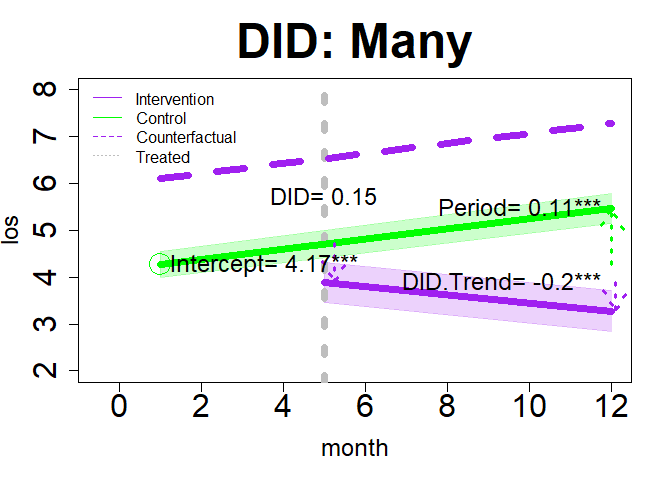 DID: Many
Intervention
Control
Counterfactual
Treated
DID= 0.15
Period= 0.11***
Intercept= 4.17***
DID.Trend= -0.2***
los
8
7
6
5
4
3
2
0 2 4 6 8 10 12
month